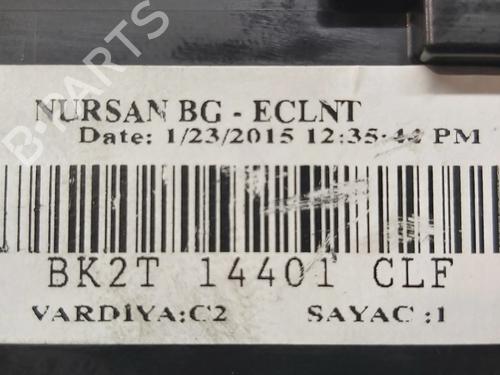 NURSAN BG - ECLNT
Date: 1/23/2015 12:35:44 PM
BK2T 14401 CLF
VARDİYA:C2 SAYAC :1
B-PARTS